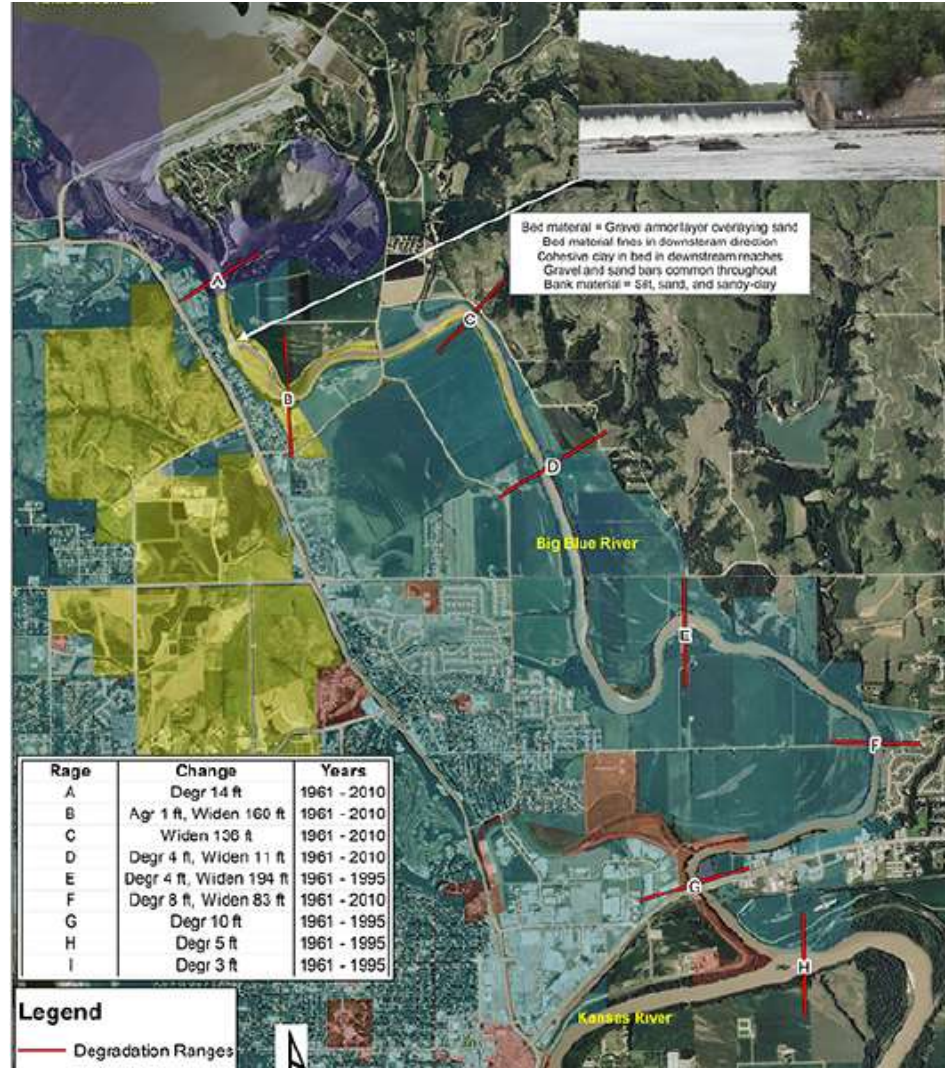 Bed material = Gravel armor layer overlaying sand
Bed material fines in downsteram direction
Cohesive clay in bed in downstream reaches
Gravel and sand bars common throughout
Bank material = Silt, sand, and sandy-clay
A
C
B
D
Big Blue River
E
F
G
H
Kansas River
Rage Change Years
A Degr 14 ft 1961 - 2010
B Agr 1 ft, Widen 160 ft 1961 - 2010
C Widen 136 ft 1961 - 2010
D Degr 4 ft, Widen 11 ft 1961 - 2010
E Degr 4 ft, Widen 194 ft 1961 - 1995
F Degr 8 ft, Widen 83 ft 1961 - 2010
G Degr 10 ft 1961 - 1995
H Degr 5 ft 1961 - 1995
I Degr 3 ft 1961 - 1995
Legend
Degradation Ranges